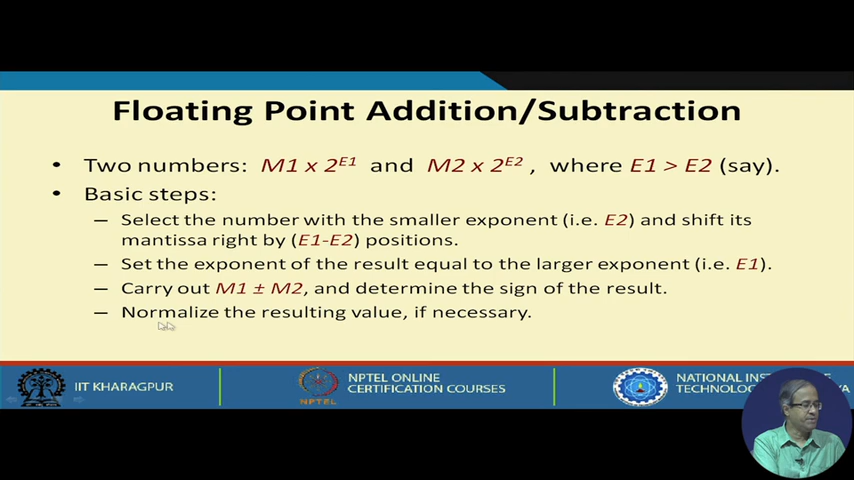 Floating Point Addition/Subtraction
• Two numbers: M1 x 2^E1 and M2 x 2^E2 , where E1 > E2 (say).
• Basic steps:
– Select the number with the smaller exponent (i.e. E2) and shift its
mantissa right by (E1-E2) positions.
– Set the exponent of the result equal to the larger exponent (i.e. E1).
– Carry out M1 ± M2, and determine the sign of the result.
– Normalize the resulting value, if necessary.
IIT KHARAGPUR
NPTEL
NPTEL ONLINE
CERTIFICATION COURSES
NATIONAL
TECHNOLOG